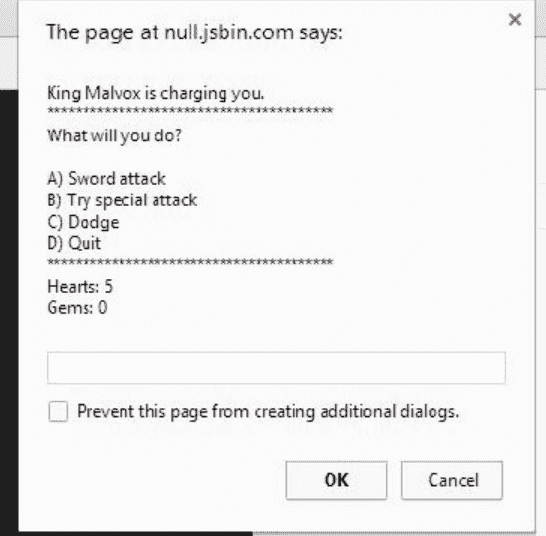 The page at null.jsbin.com says:
King Malvox is charging you.
****************************************
What will you do?
A) Sword attack
B) Try special attack
C) Dodge
D) Quit
****************************************
Hearts: 5
Gems: 0
Prevent this page from creating additional dialogs.
OK
Cancel